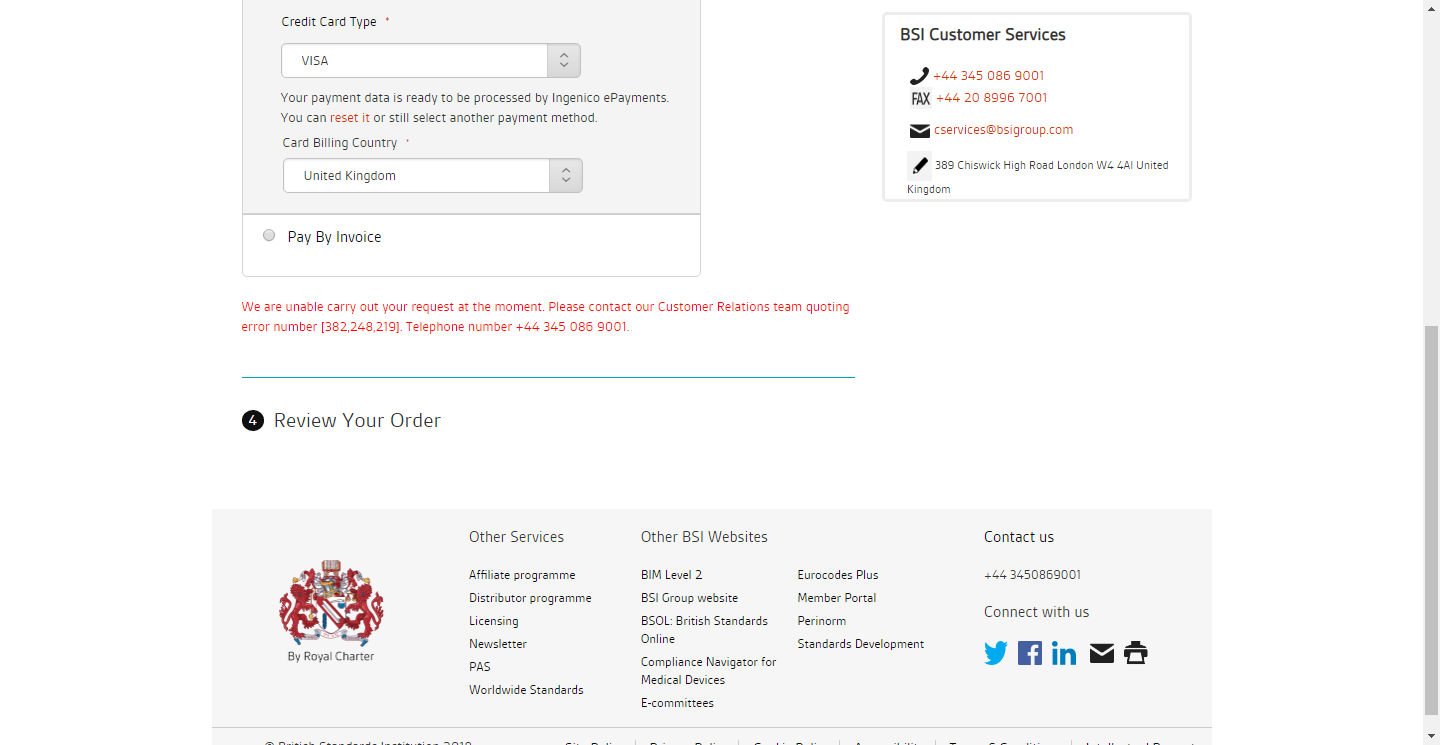 Credit Card Type *
VISA
Your payment data is ready to be processed by Ingenico ePayments.
You can reset it or still select another payment method.
Card Billing Country *
United Kingdom
Pay By Invoice
We are unable carry out your request at the moment. Please contact our Customer Relations team quoting
error number [382,248,219]. Telephone number +44 345 086 9001.
4 Review Your Order
BSI Customer Services
+44 345 086 9001
FAX +44 20 8996 7001
cservices@bsigroup.com
389 Chiswick High Road London W4 4Al United
Kingdom
By Royal Charter
Other Services
Affiliate programme
Distributor programme
Licensing
Newsletter
PAS
Worldwide Standards
Other BSI Websites
BIM Level 2
BSI Group website
BSOL: British Standards
Online
Compliance Navigator for
Medical Devices
E-committees
Eurocodes Plus
Member Portal
Perinorm
Standards Development
Contact us
+44 3450869001
Connect with us